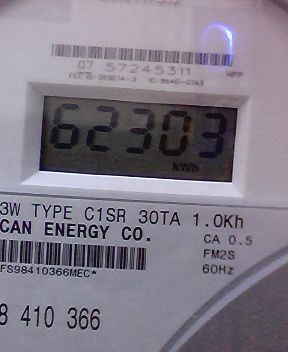 07 57245311
HPP
62303
kWh
3W TYPE C1SR 30TA 1.0Kh
CAN ENERGY CO.
CA 0.5
FM2S
60Hz
FS98410366MEC*
8 410 366